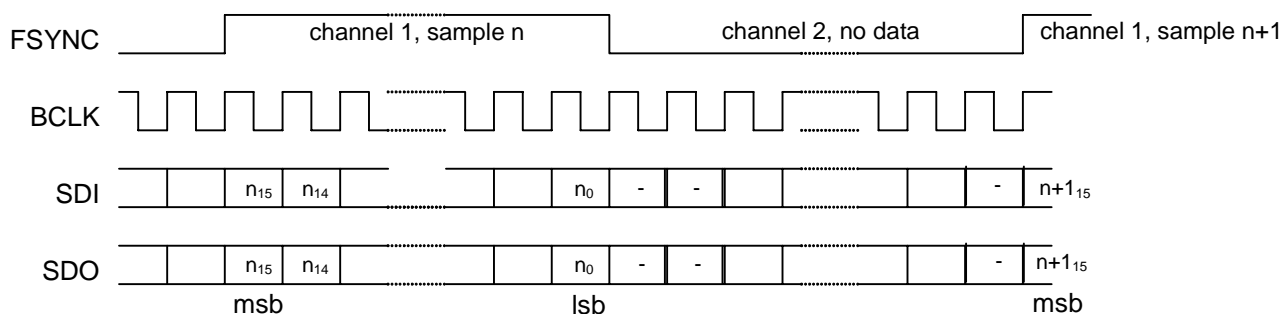 FSYNC channel 1, sample n channel 2, no data channel 1, sample n+1
BCLK
SDI n₁₅ n₁₄ n₀ - - - n+1₁₅
SDO n₁₅ n₁₄ n₀ - - - n+1₁₅
msb lsb msb